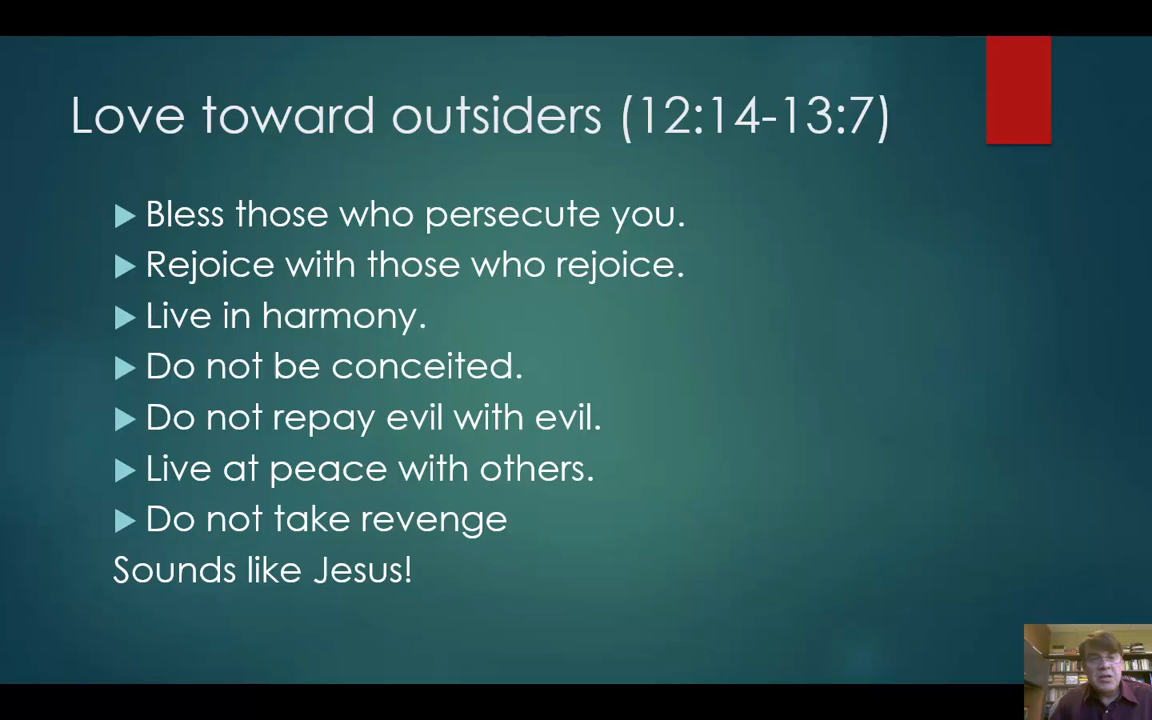 Love toward outsiders (12:14-13:7)
Bless those who persecute you.
Rejoice with those who rejoice.
Live in harmony.
Do not be conceited.
Do not repay evil with evil.
Live at peace with others.
Do not take revenge
Sounds like Jesus!